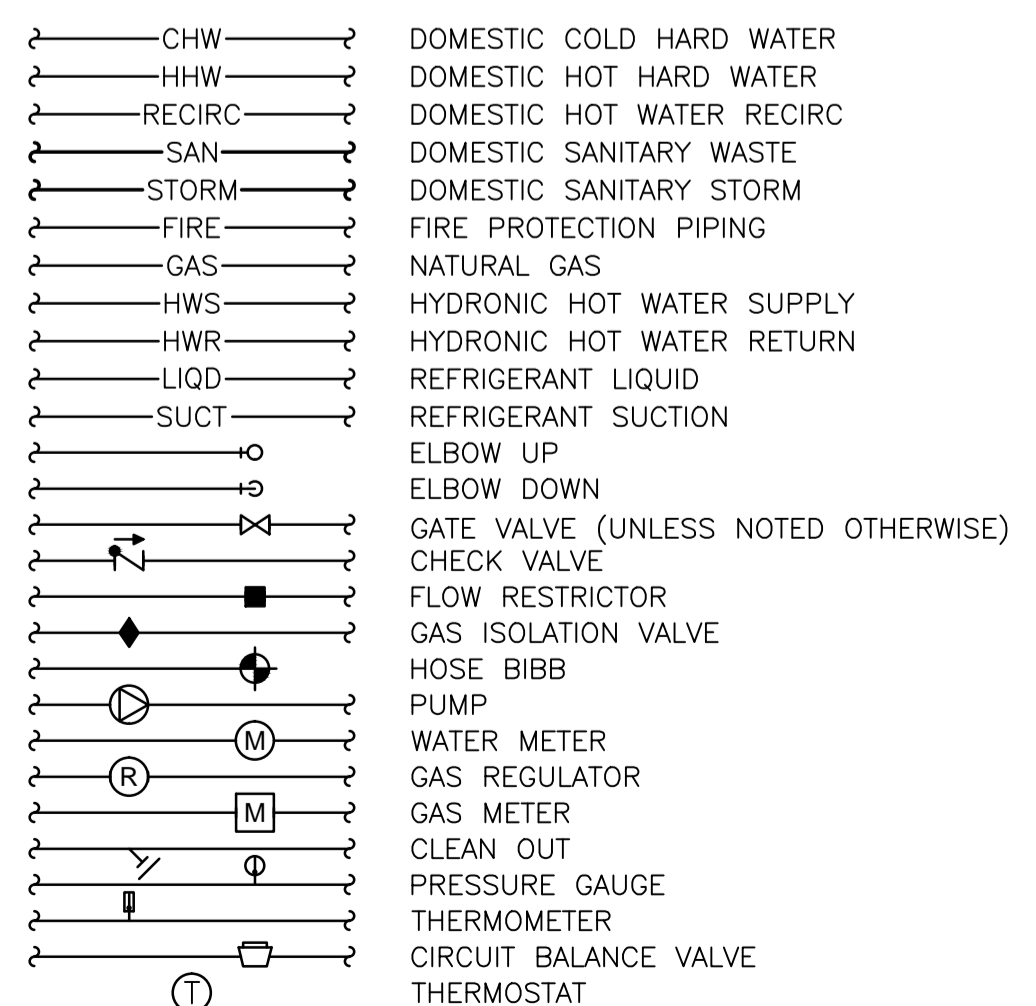 CHW DOMESTIC COLD HARD WATER
HHW DOMESTIC HOT HARD WATER
RECIRC DOMESTIC HOT WATER RECIRC
SAN DOMESTIC SANITARY WASTE
STORM DOMESTIC SANITARY STORM
FIRE FIRE PROTECTION PIPING
GAS NATURAL GAS
HWS HYDRONIC HOT WATER SUPPLY
HWR HYDRONIC HOT WATER RETURN
LIQD REFRIGERANT LIQUID
SUCT REFRIGERANT SUCTION
ELBOW UP
ELBOW DOWN
GATE VALVE (UNLESS NOTED OTHERWISE)
CHECK VALVE
FLOW RESTRICTOR
GAS ISOLATION VALVE
HOSE BIBB
PUMP
M WATER METER
R GAS REGULATOR
M GAS METER
CLEAN OUT
PRESSURE GAUGE
THERMOMETER
CIRCUIT BALANCE VALVE
T THERMOSTAT